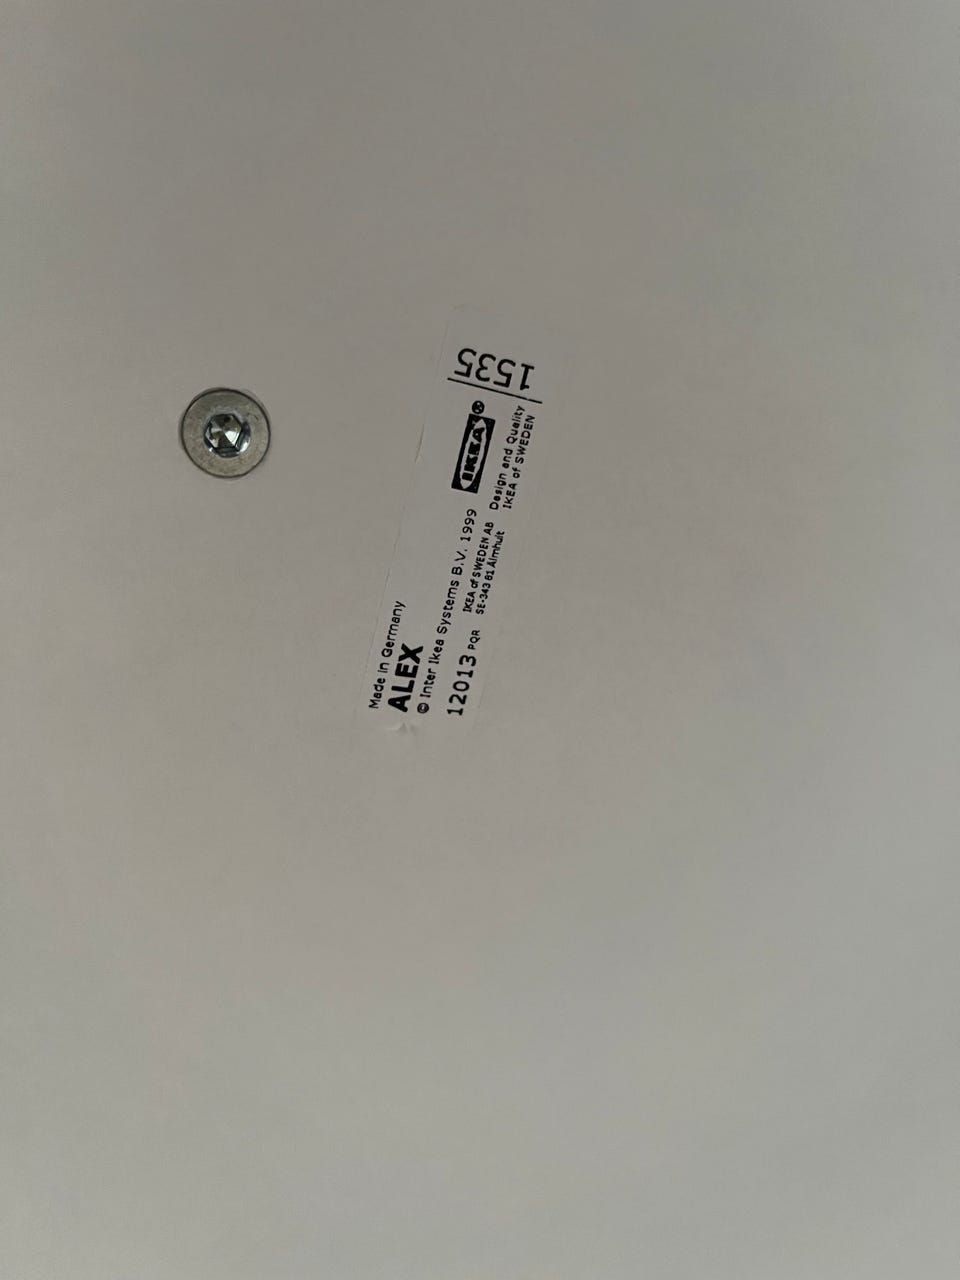 Made in Germany
ALEX
© Inter Ikea Systems B.V. 1999
12013 PQR
IKEA of SWEDEN AB
SE-343 81 Älmhult
IKEA®
Design and Quality
IKEA of SWEDEN
1535